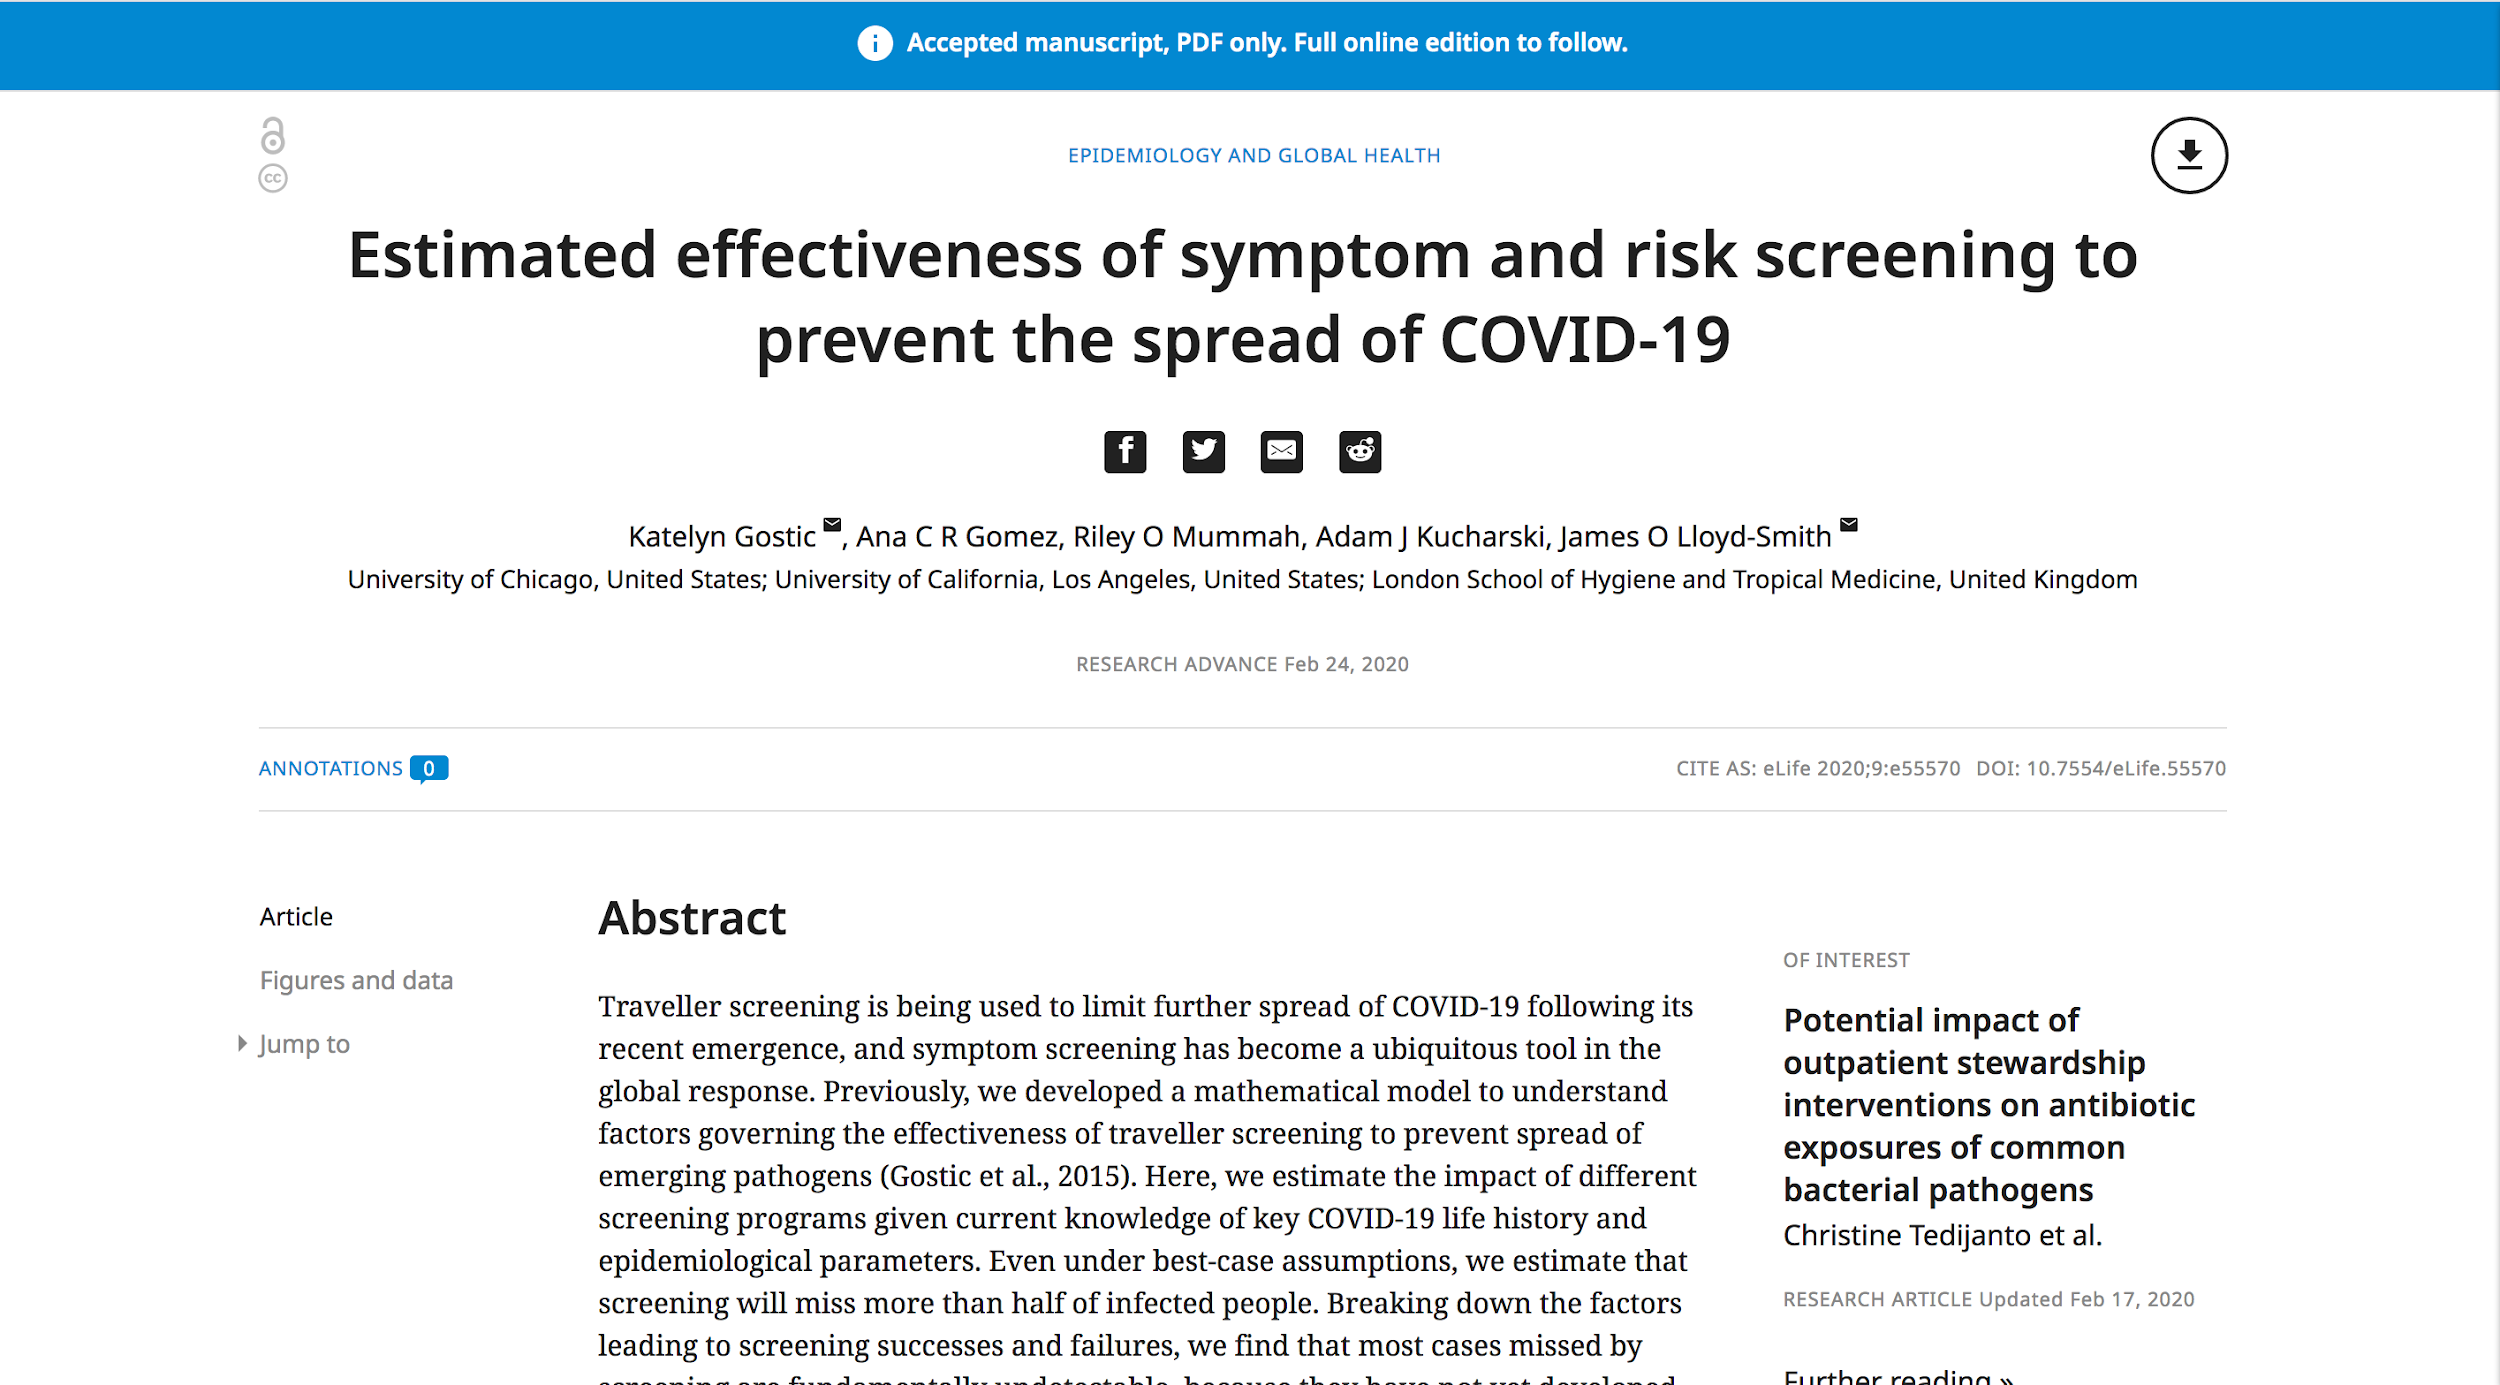 Accepted manuscript, PDF only. Full online edition to follow.
EPIDEMIOLOGY AND GLOBAL HEALTH
Estimated effectiveness of symptom and risk screening to
prevent the spread of COVID-19
Katelyn Gostic, Ana C R Gomez, Riley O Mummah, Adam J Kucharski, James O Lloyd-Smith
University of Chicago, United States; University of California, Los Angeles, United States; London School of Hygiene and Tropical Medicine, United Kingdom
RESEARCH ADVANCE Feb 24, 2020
ANNOTATIONS 0
CITE AS: eLife 2020;9:e55570 DOI: 10.7554/eLife.55570
Article
Figures and data
Jump to
Abstract
Traveller screening is being used to limit further spread of COVID-19 following its
recent emergence, and symptom screening has become a ubiquitous tool in the
global response. Previously, we developed a mathematical model to understand
factors governing the effectiveness of traveller screening to prevent spread of
emerging pathogens (Gostic et al., 2015). Here, we estimate the impact of different
screening programs given current knowledge of key COVID-19 life history and
epidemiological parameters. Even under best-case assumptions, we estimate that
screening will miss more than half of infected people. Breaking down the factors
leading to screening successes and failures, we find that most cases missed by
screening are fundamentally undetectable, because they have not yet developed
OF INTEREST
Potential impact of
outpatient stewardship
interventions on antibiotic
exposures of common
bacterial pathogens
Christine Tedijanto et al.
RESEARCH ARTICLE Updated Feb 17, 2020
Further reading »